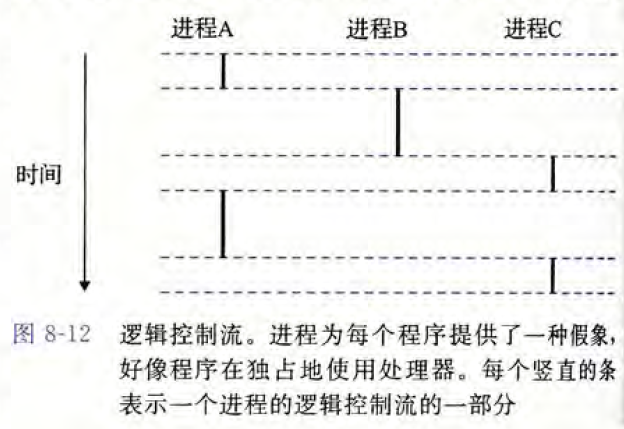 进程A 进程B 进程C
时间
图 8-12 逻辑控制流。进程为每个程序提供了一种假象,
好像程序在独占地使用处理器。每个竖直的条
表示一个进程的逻辑控制流的一部分